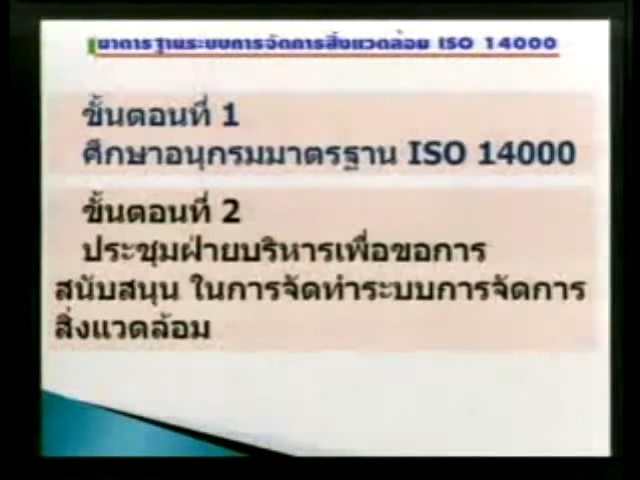 มาตรฐานระบบการจัดการสิ่งแวดล้อม ISO 14000
ขั้นตอนที่ 1
ศึกษาอนุกรมมาตรฐาน ISO 14000
ขั้นตอนที่ 2
ประชุมฝ่ายบริหารเพื่อขอการ
สนับสนุน ในการจัดทำระบบการจัดการ
สิ่งแวดล้อม